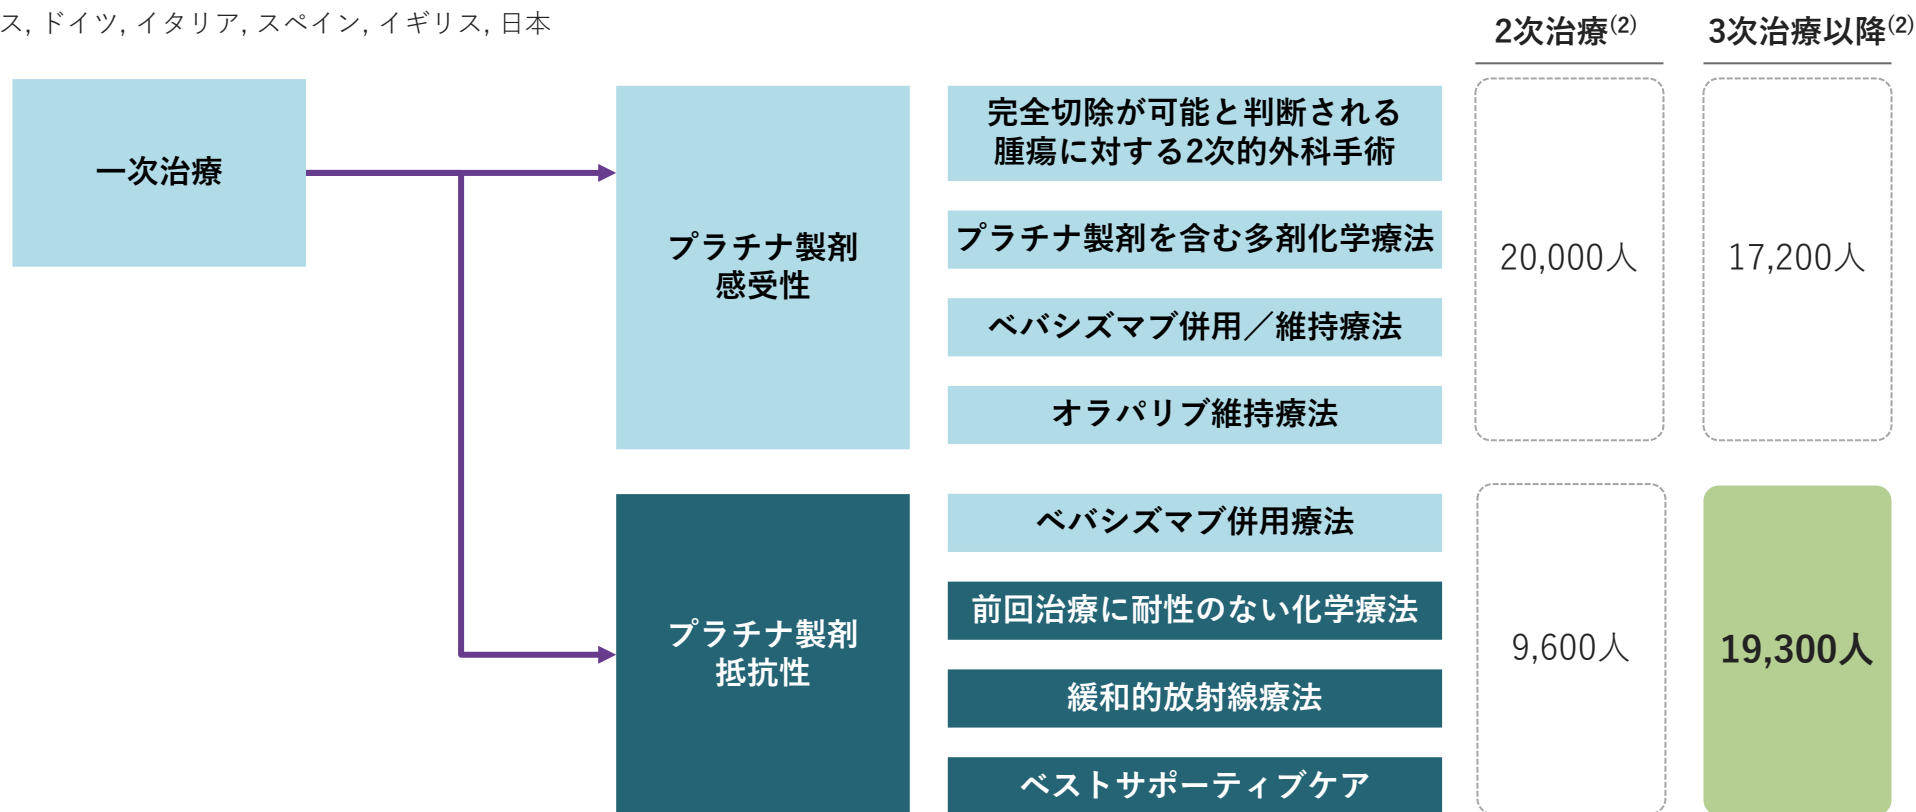 ス, ドイツ, イタリア, スペイン, イギリス, 日本
2次治療(2)
3次治療以降(2)
一次治療
プラチナ製剤
感受性
完全切除が可能と判断される
腫瘍に対する2次的外科手術
プラチナ製剤を含む多剤化学療法
ベバシズマブ併用／維持療法
オラパリブ維持療法
20,000人
17,200人
プラチナ製剤
抵抗性
ベバシズマブ併用療法
前回治療に耐性のない化学療法
緩和的放射線療法
ベストサポーティブケア
9,600人
19,300人